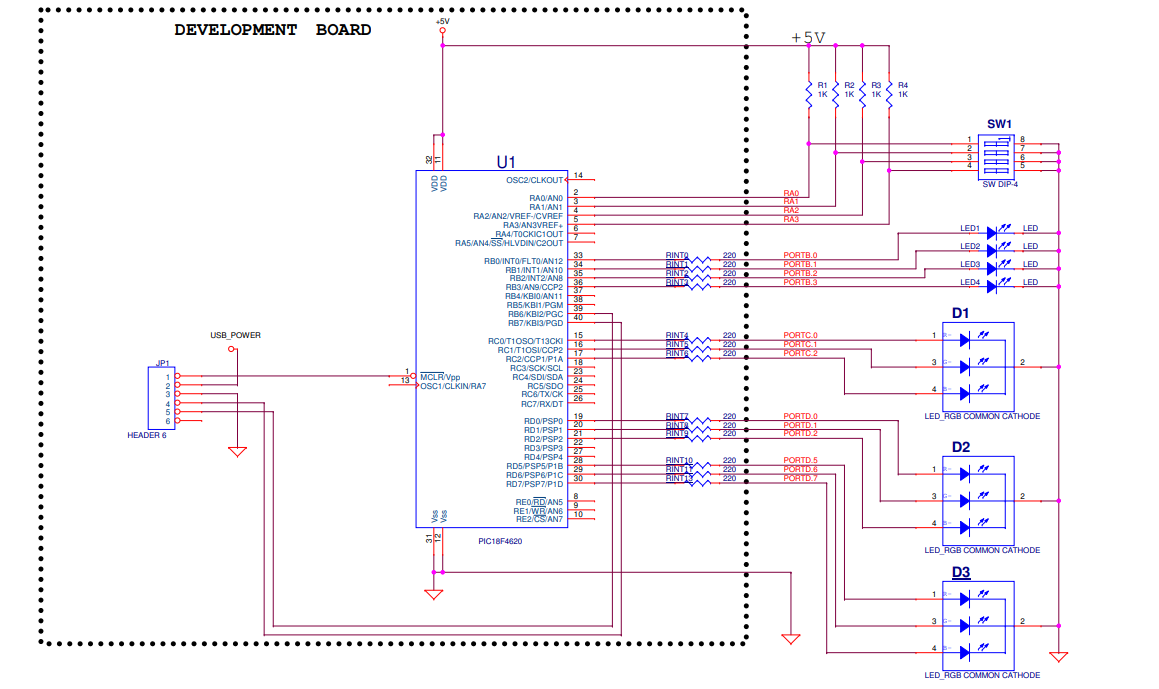 DEVELOPMENT BOARD
+5V
+5V
R1
1K
R2
1K
R3
1K
R4
1K
SW1
1
2
3
4
8
7
6
5
SW DIP-4
32
11
VDD
VDD
U1
OSC2/CLKOUT 14
RA0/AN0 2
RA1/AN1 3
RA2/AN2/VREF-/CVREF 4
RA3/AN3VREF+ 5
RA4/T0CKIC1OUT 6
RA5/AN4/SS/HLVDIN/C2OUT 7
RA0
RA1
RA2
RA3
RB0/INT0/FLT0/AN12 33
RB1/INT1/AN10 34
RB2/INT2/AN8 35
RB3/AN9/CCP2 36
RB4/KBI0/AN11 37
RB5/KBI1/PGM 38
RB6/KBI2/PGC 39
RB7/KBI3/PGD 40
RINT0 220 PORTB.0
RINT1 220 PORTB.1
RINT2 220 PORTB.2
RINT3 220 PORTB.3
LED1 LED
LED2 LED
LED3 LED
LED4 LED
RC0/T1OSO/T13CKI 15
RC1/T1OSI/CCP2 16
RC2/CCP1/P1A 17
RC3/SCK/SCL 18
RC4/SDI/SDA 23
RC5/SDO 24
RC6/TX/CK 25
RC7/RX/DT 26
RINT4 220 PORTC.0
RINT5 220 PORTC.1
RINT6 220 PORTC.2
D1
1
3
4
2
LED_RGB COMMON CATHODE
USB_POWER
JP1
1
2
3
4
5
6
HEADER 6
1 MCLR/Vpp
13 OSC1/CLKIN/RA7
RD0/PSP0 19
RD1/PSP1 20
RD2/PSP2 21
RD3/PSP3 22
RD4/PSP4 27
RD5/PSP5/P1B 28
RD6/PSP6/P1C 29
RD7/PSP7/P1D 30
RINT7 220 PORTD.0
RINT8 220 PORTD.1
RINT9 220 PORTD.2
RINT10 220 PORTD.5
RINT11 220 PORTD.6
220 PORTD.7
D2
1
3
4
2
LED_RGB COMMON CATHODE
RE0/RD/AN5 8
RE1/WR/AN6 9
RE2/CS/AN7 10
Vss
Vss
31
12
PIC18F4620
D3
1
3
4
2
LED_RGB COMMON CATHODE